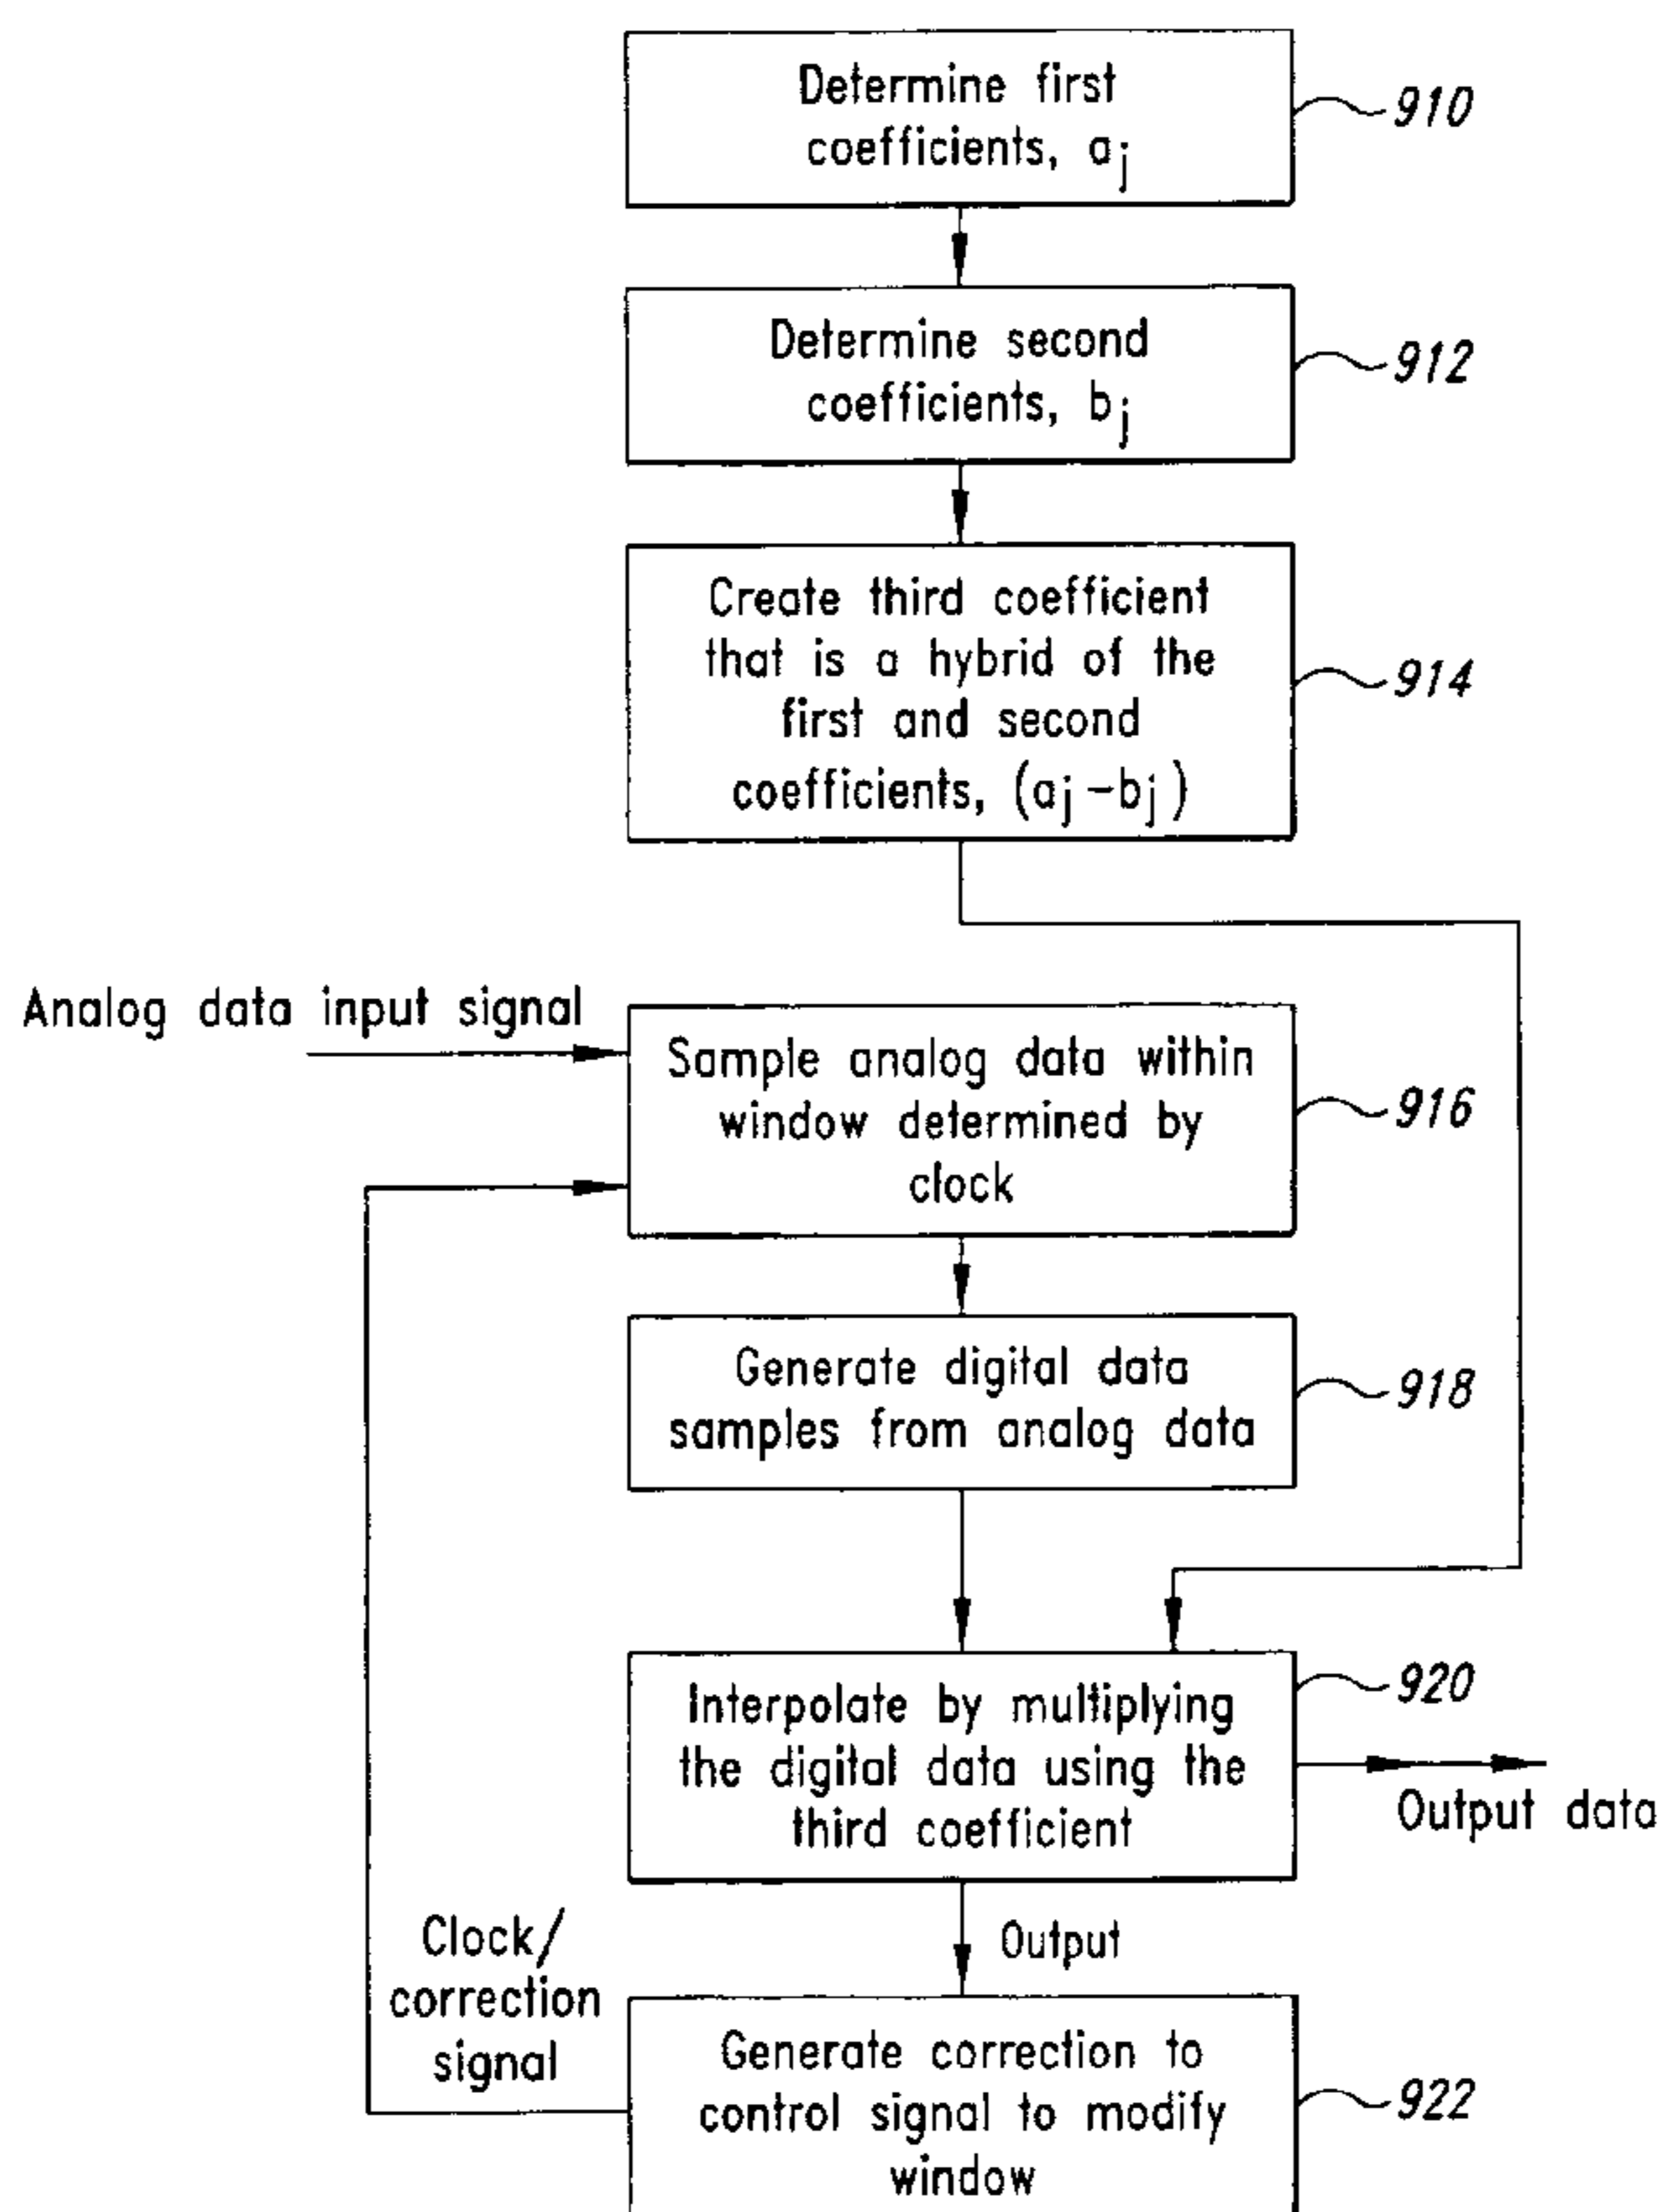 Determine first
coefficients, aj
910
Determine second
coefficients, bj
912
Create third coefficient
that is a hybrid of the
first and second
coefficients, (aj-bj)
914
Analog data input signal
Sample analog data within
window determined by
clock
916
Generate digital data
samples from analog data
918
Interpolate by multiplying
the digital data using the
third coefficient
920
Output data
Output
Clock/
correction
signal
Generate correction to
control signal to modify
window
922